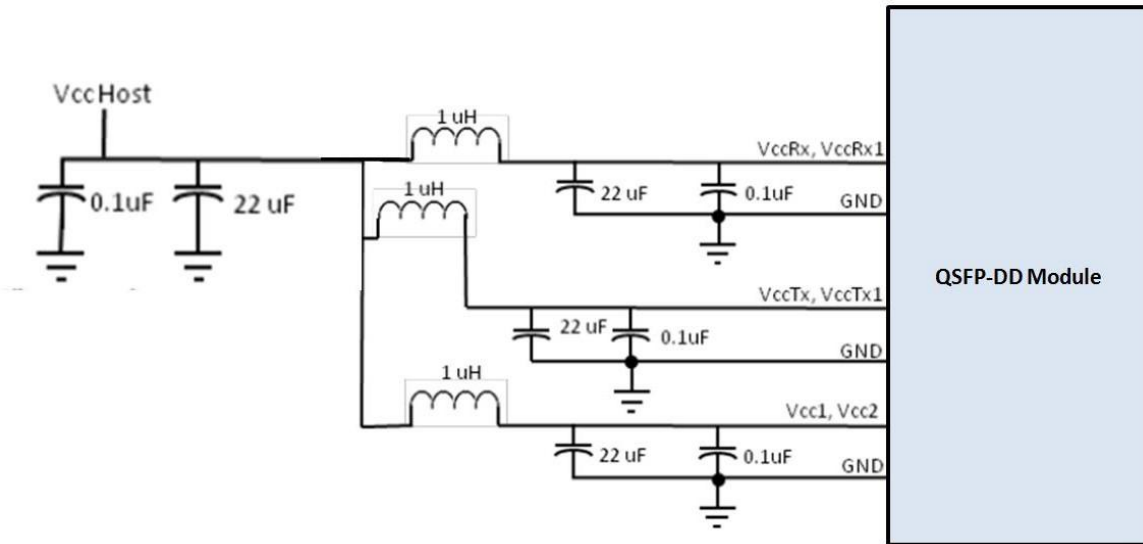 VccHost
0.1uF
22 uF
1 uH
VccRx, VccRx1
22 uF
0.1uF
GND
1 uH
VccTx, VccTx1
22 uF
0.1uF
GND
1 uH
Vcc1, Vcc2
22 uF
0.1uF
GND
QSFP-DD Module